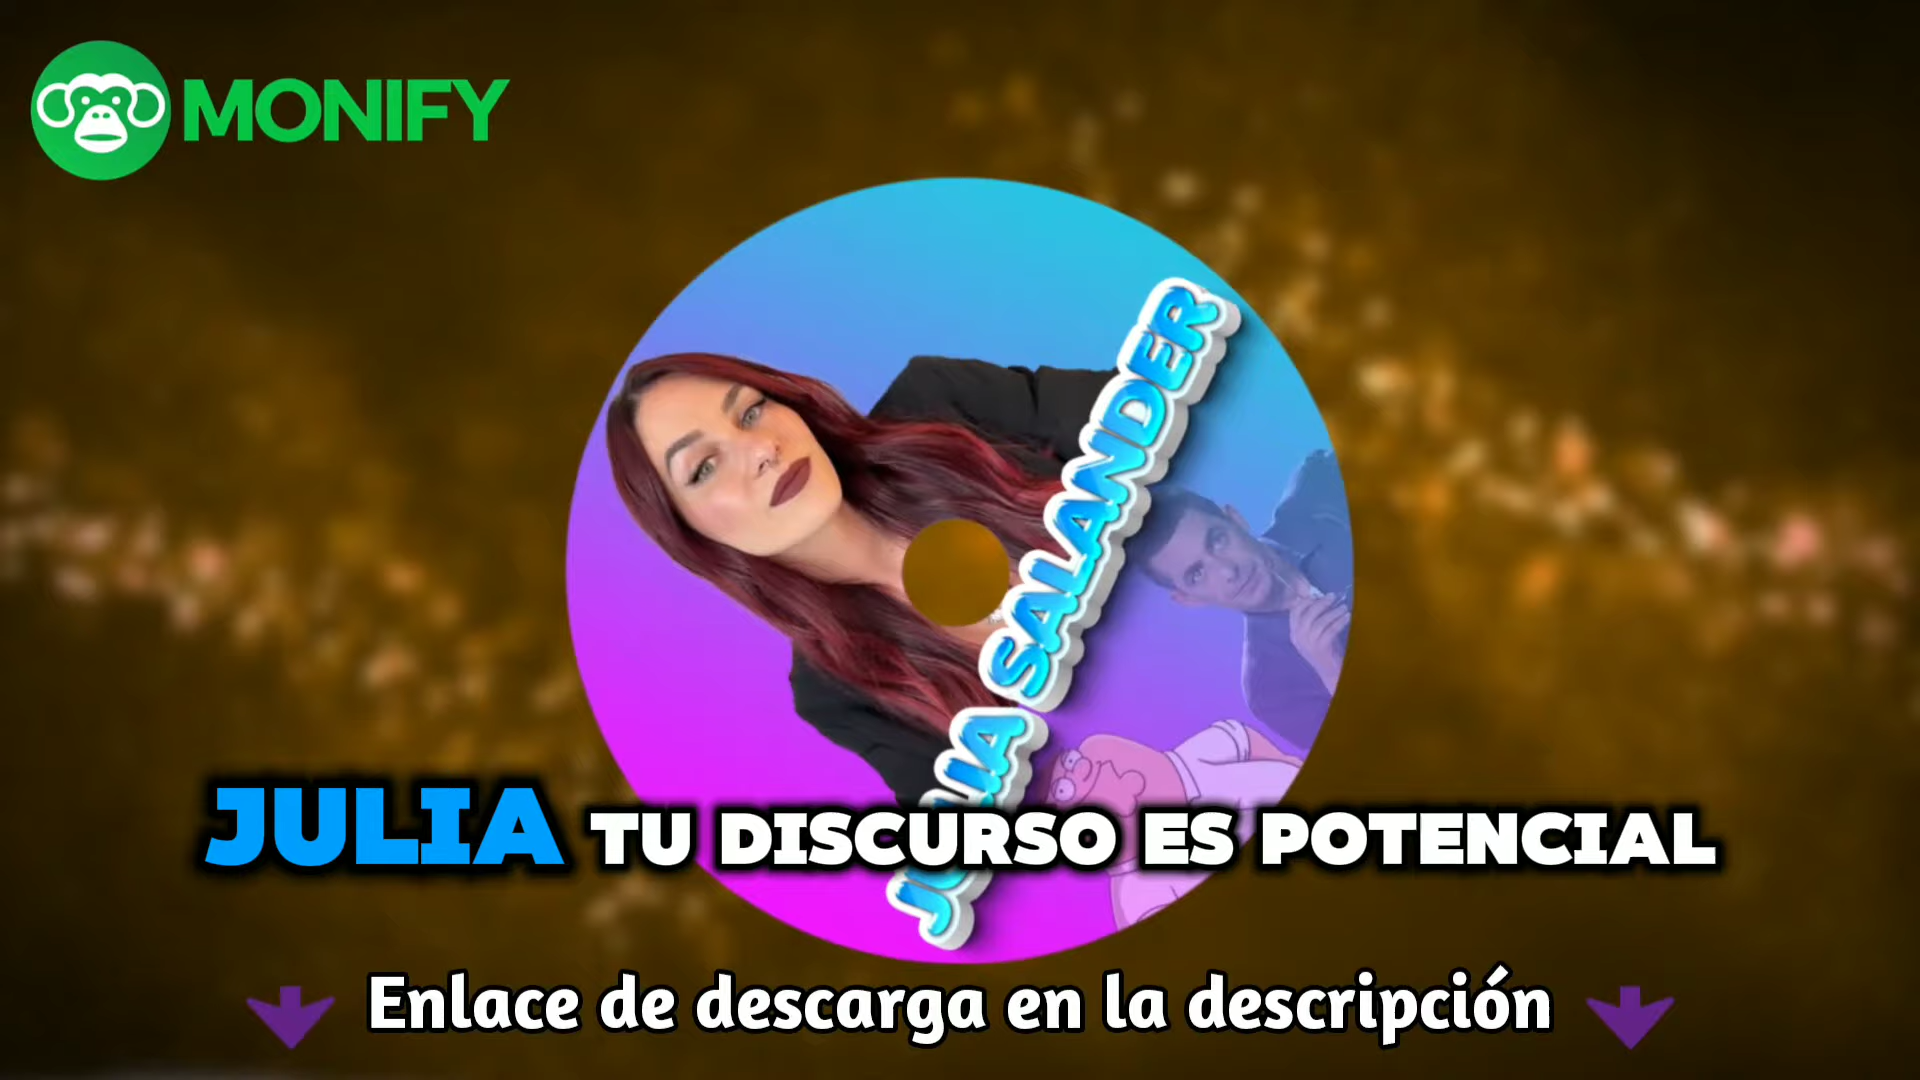 MONIFY
JULIA SALANDER
JULIA TU DISCURSO ES POTENCIAL
Enlace de descarga en la descripción